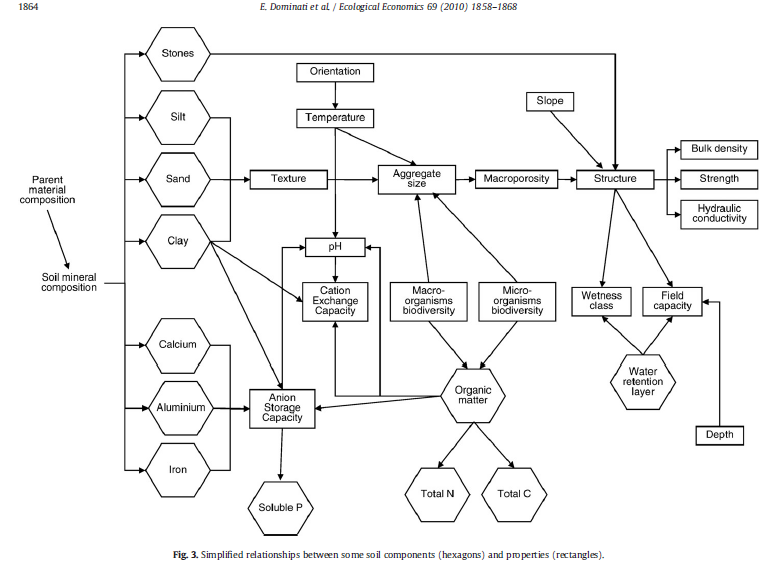 1864
E. Dominati et al. / Ecological Economics 69 (2010) 1858–1868
Stones
Orientation
Silt
Temperature
Slope
Bulk density
Parent
material
composition
Sand
Texture
Aggregate
size
Macroporosity
Structure
Strength
Hydraulic
conductivity
Clay
pH
Soil mineral
composition
Cation
Exchange
Capacity
Macro-
organisms
biodiversity
Micro-
organisms
biodiversity
Wetness
class
Field
capacity
Calcium
Water
retention
layer
Aluminium
Anion
Storage
Capacity
Organic
matter
Depth
Iron
Soluble P
Total N
Total C
Fig. 3. Simplified relationships between some soil components (hexagons) and properties (rectangles).